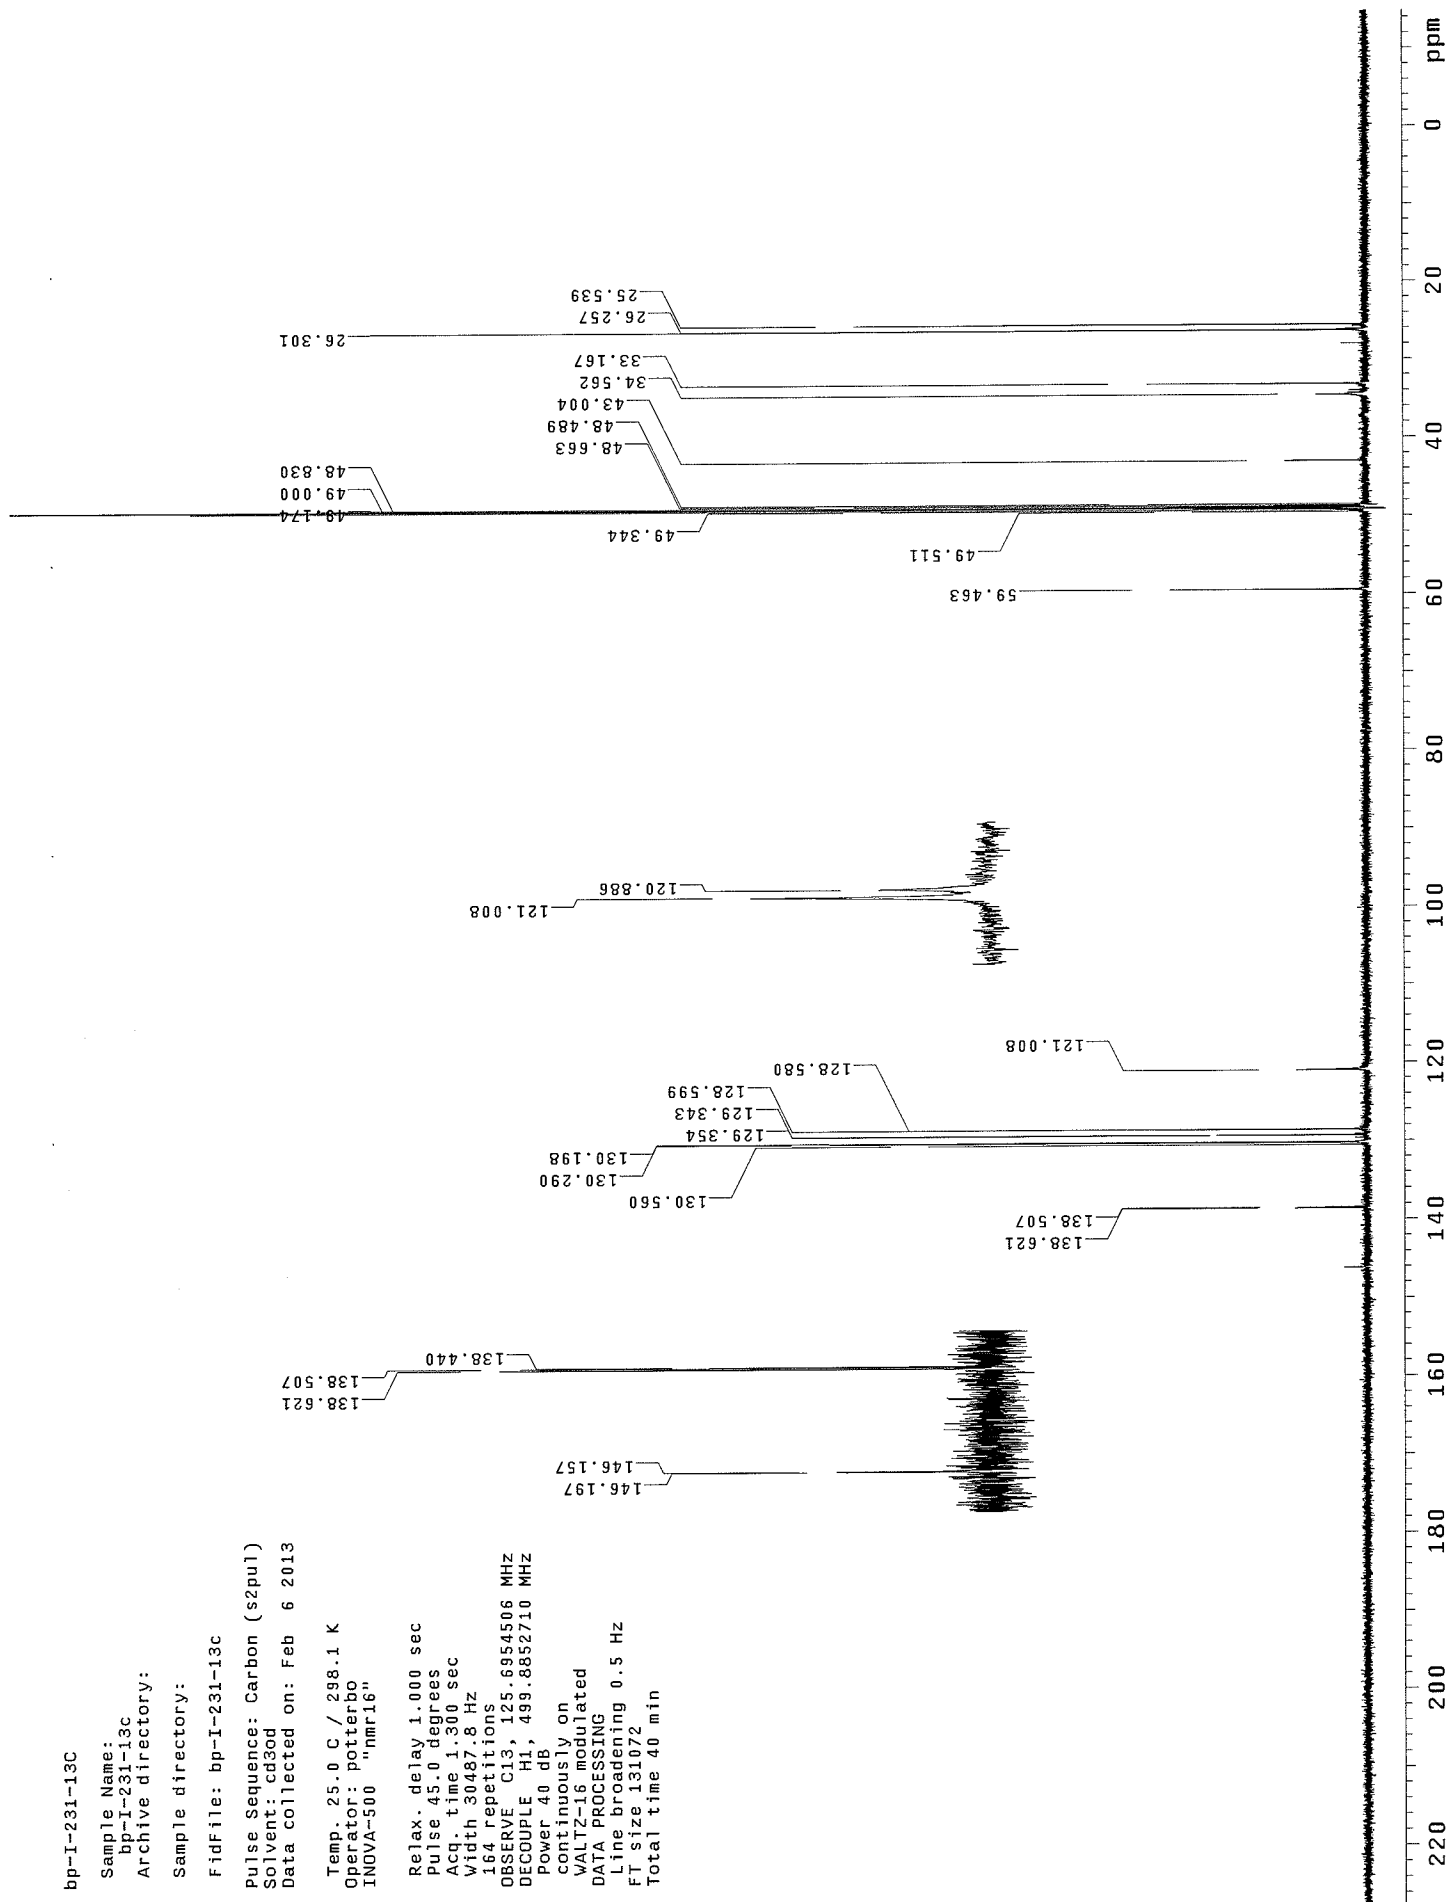 bp-I-231-13C
Sample Name:
bp-I-231-13c
Archive directory:
Sample directory:
FidFile: bp-I-231-13c
Pulse Sequence: Carbon (s2pul)
Solvent: cd3od
Data collected on: Feb 6 2013
Temp. 25.0 C / 298.1 K
Operator: potterbo
INOVA-500 "nmr16"
Relax. delay 1.000 sec
Pulse 45.0 degrees
Acq. time 1.300 sec
Width 30487.8 Hz
164 repetitions
OBSERVE C13, 125.6954506 MHz
DECOUPLE H1, 499.8852710 MHz
Power 40 dB
continuously on
WALTZ-16 modulated
DATA PROCESSING
Line broadening 0.5 Hz
FT size 131072
Total time 40 min
146.197
146.157
138.621
138.507
138.440
138.621
138.507
130.560
130.290
130.198
129.354
129.343
128.599
128.580
121.008
121.008
120.886
59.463
49.511
49.344
49.174
49.000
48.830
48.663
48.489
43.004
34.562
33.167
26.301
26.257
25.539
220
200
180
160
140
120
100
80
60
40
20
0
ppm